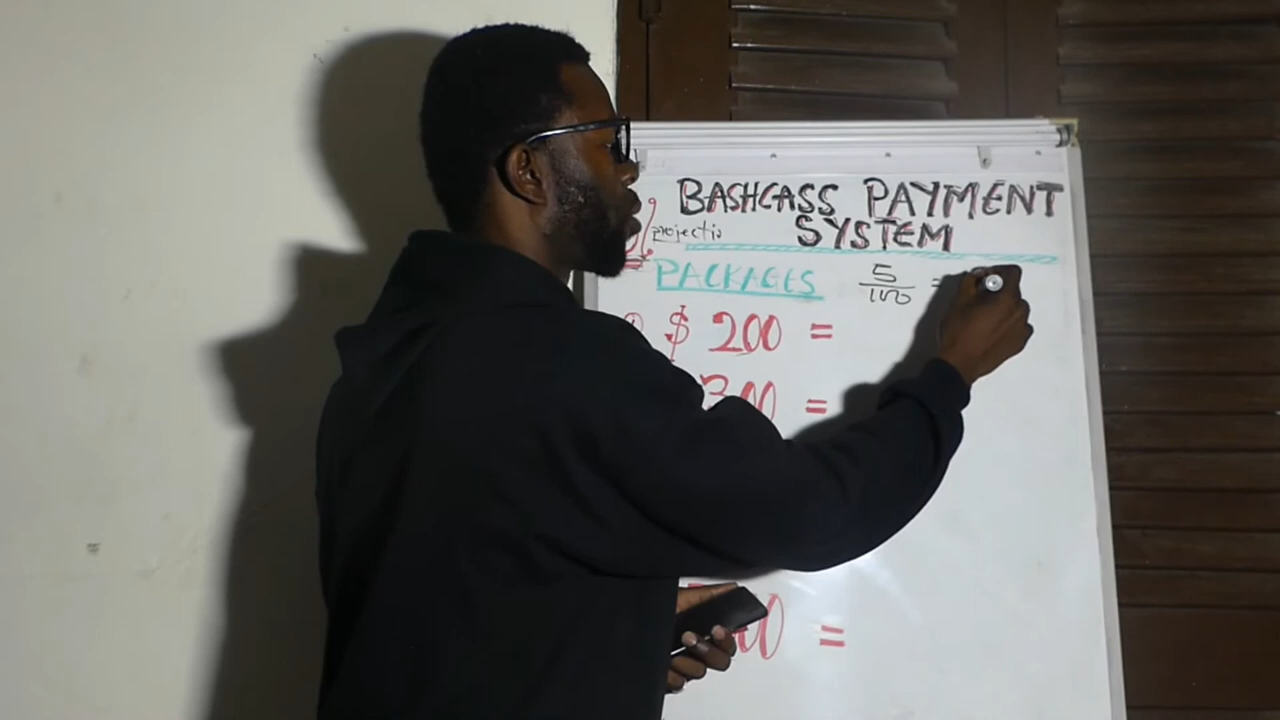 BASHCASS PAYMENT
SYSTEM
% projectio
PACKAGES
5/100 =
$ 200 =
300 =
=